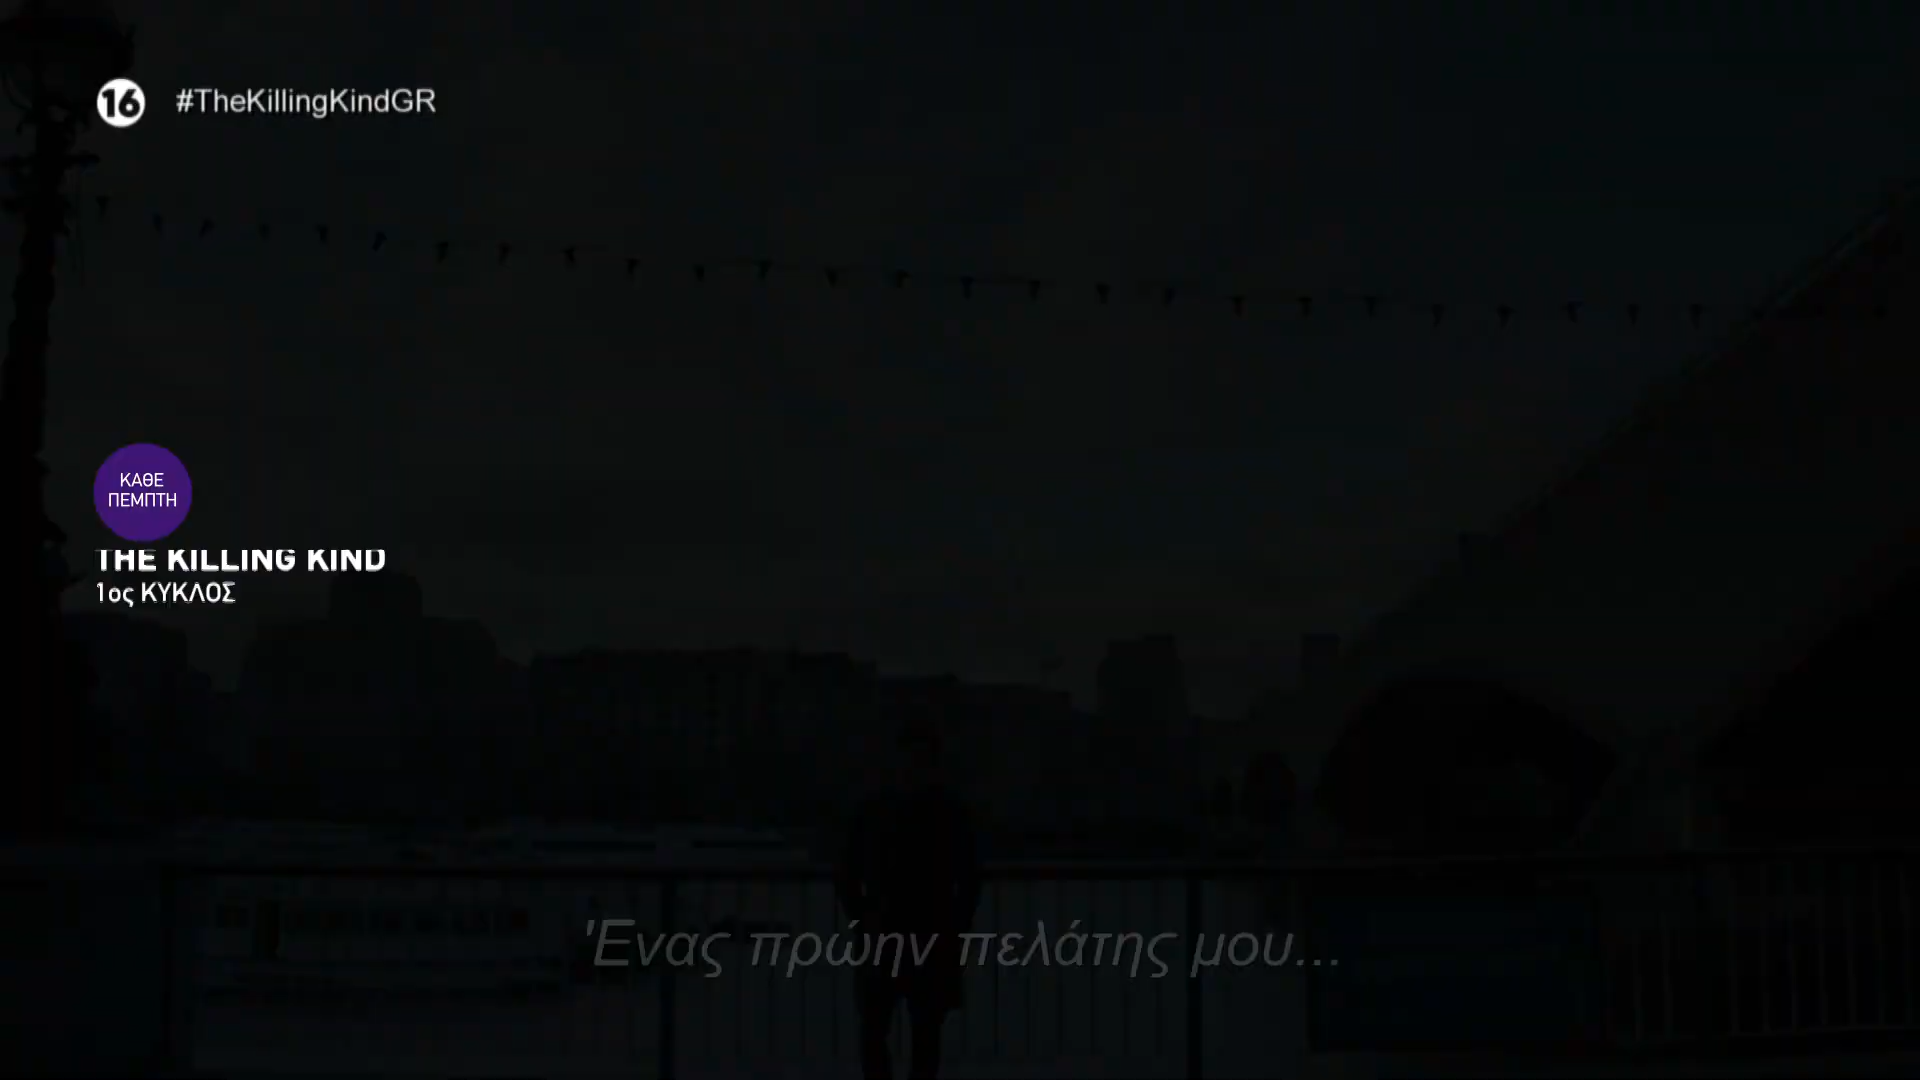 16
#TheKillingKindGR
ΚΑΘΕ
ΠΕΜΠΤΗ
THE KILLING KIND
1ος ΚΥΚΛΟΣ
Ένας πρώην πελάτης μου...